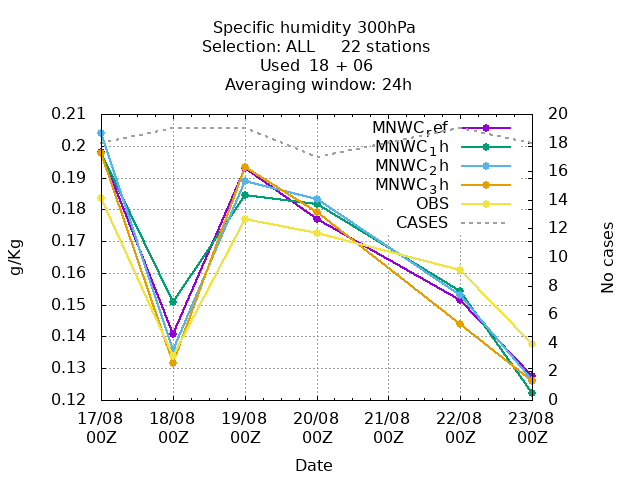 Specific humidity 300hPa
Selection: ALL 22 stations
Used 18 + 06
Averaging window: 24h
0.21
0.2
0.19
0.18
0.17
0.16
0.15
0.14
0.13
0.12
g/Kg
20
18
16
14
12
10
8
6
4
2
0
No cases
MNWC_ref
MNWC_1h
MNWC_2h
MNWC_3h
OBS
CASES
17/08 18/08 19/08 20/08 21/08 22/08 23/08
00Z 00Z 00Z 00Z 00Z 00Z 00Z
Date